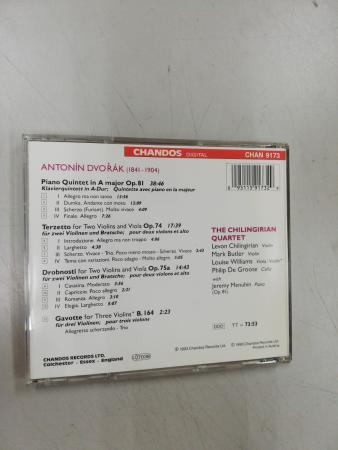 CHANDOS DIGITAL CHAN 9173
ANTONÍN DVOŘÁK (1841 - 1904)
Piano Quintet in A major Op.81 38:46
Klavierquintett in A-Dur; Quintette avec piano en la majeur
I Allegro ma non tanto
II Dumka. Andante con moto
III Scherzo (Furiant). Molto vivace 4:09
IV Finale. Allegro 7:26
Terzetto for Two Violins and Viola Op.74 17:39
für zwei Violinen und Bratsche; pour deux violons et alto
I Introduzione. Allegro ma non troppo 4:06
II Larghetto 4:38
III Scherzo. Vivace - Trio. Poco meno mosso - Scherzo. Vivace
IV Tema con variazioni. Poco adagio - Molto allegro 5:01
Drobnosti for Two Violins and Viola Op.75a 14:43
für zwei Violinen und Bratsche; pour deux violons et alto
I Cavatina. Moderato 3:56
II Capriccio. Poco allegro 3:21
III Romanza. Allegro 3:10
IV Elegia. Larghetto 5:07
Gavotte for Three Violins* B.164 2:23
für drei Violinen; pour trois violons
Allegretto scherzando - Trio
THE CHILINGIRIAN
QUARTET
Levon Chilingirian Violin
Mark Butler Violin
Louise Williams Viola, Violin*
Philip De Groote Cello
with
Jeremy Menuhin Piano
(Op.81)
DDD TT = 73:53
CHANDOS RECORDS LTD.
Colchester . Essex . England
LC7038
℗ 1993 Chandos Records Ltd.
© 1993 Chandos Records Ltd.
Printed in Austria